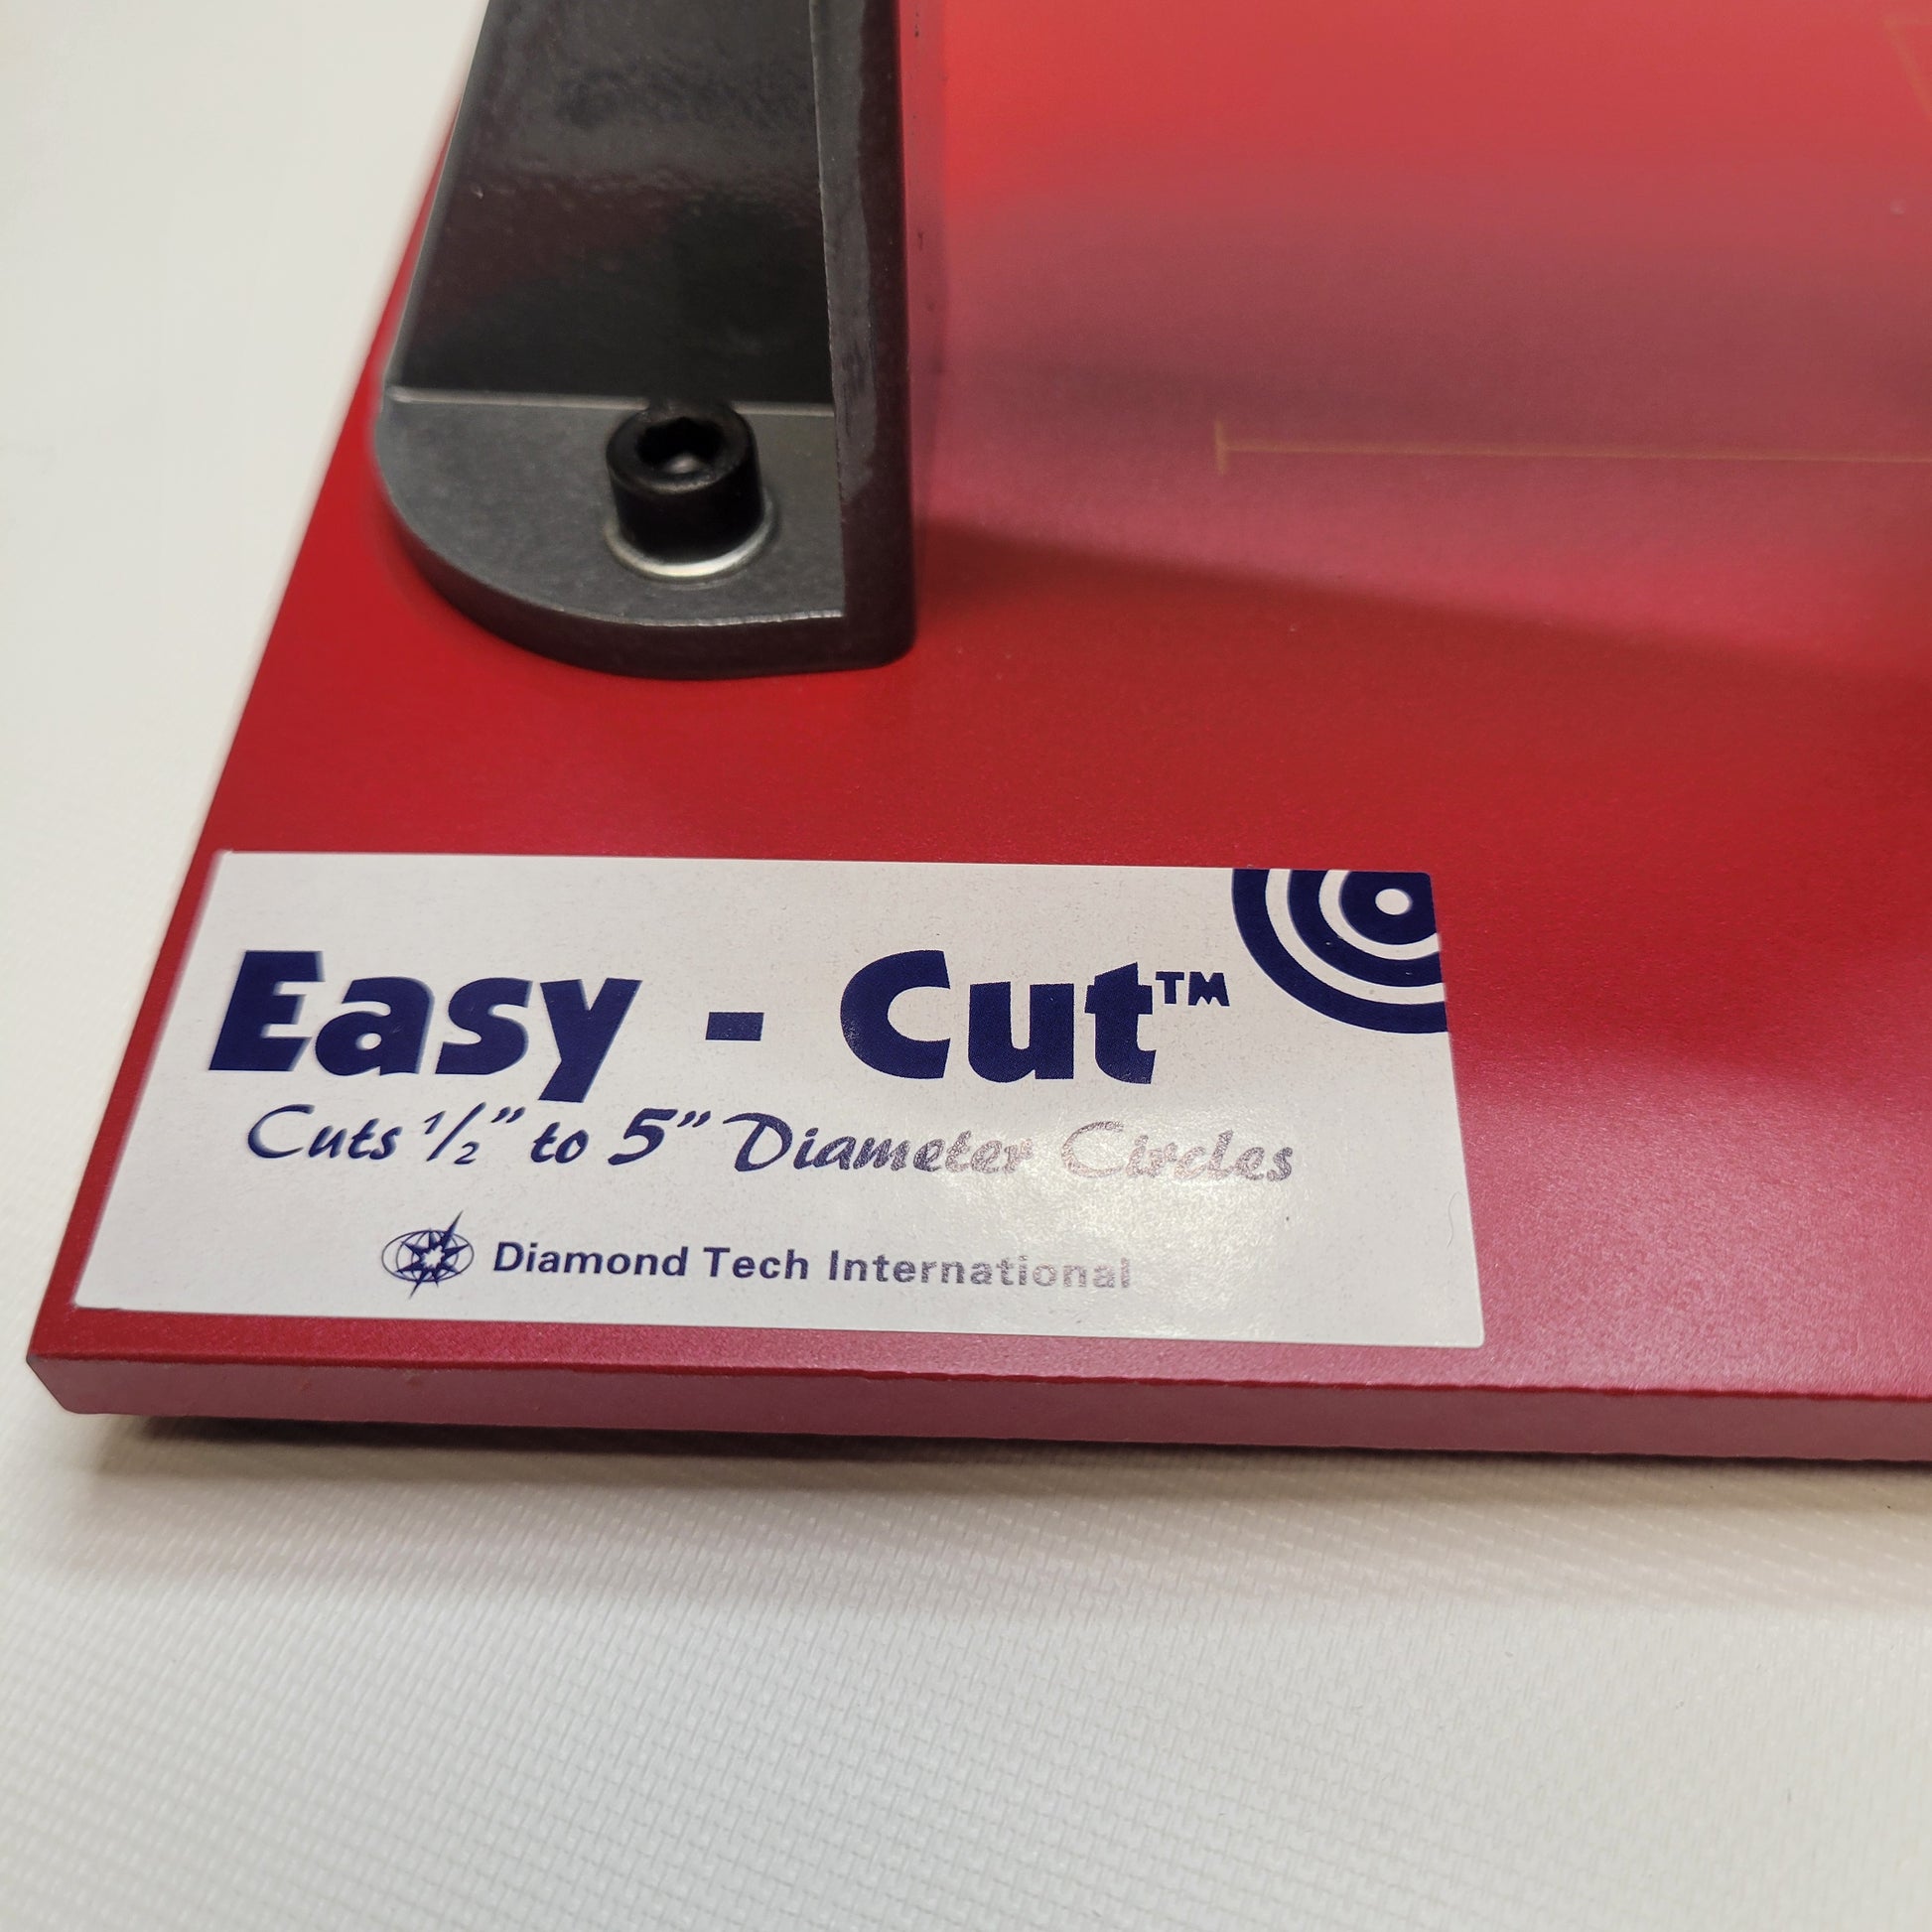 Easy - Cut™
Cuts ½” to 5” Diameter Circles
Diamond Tech International